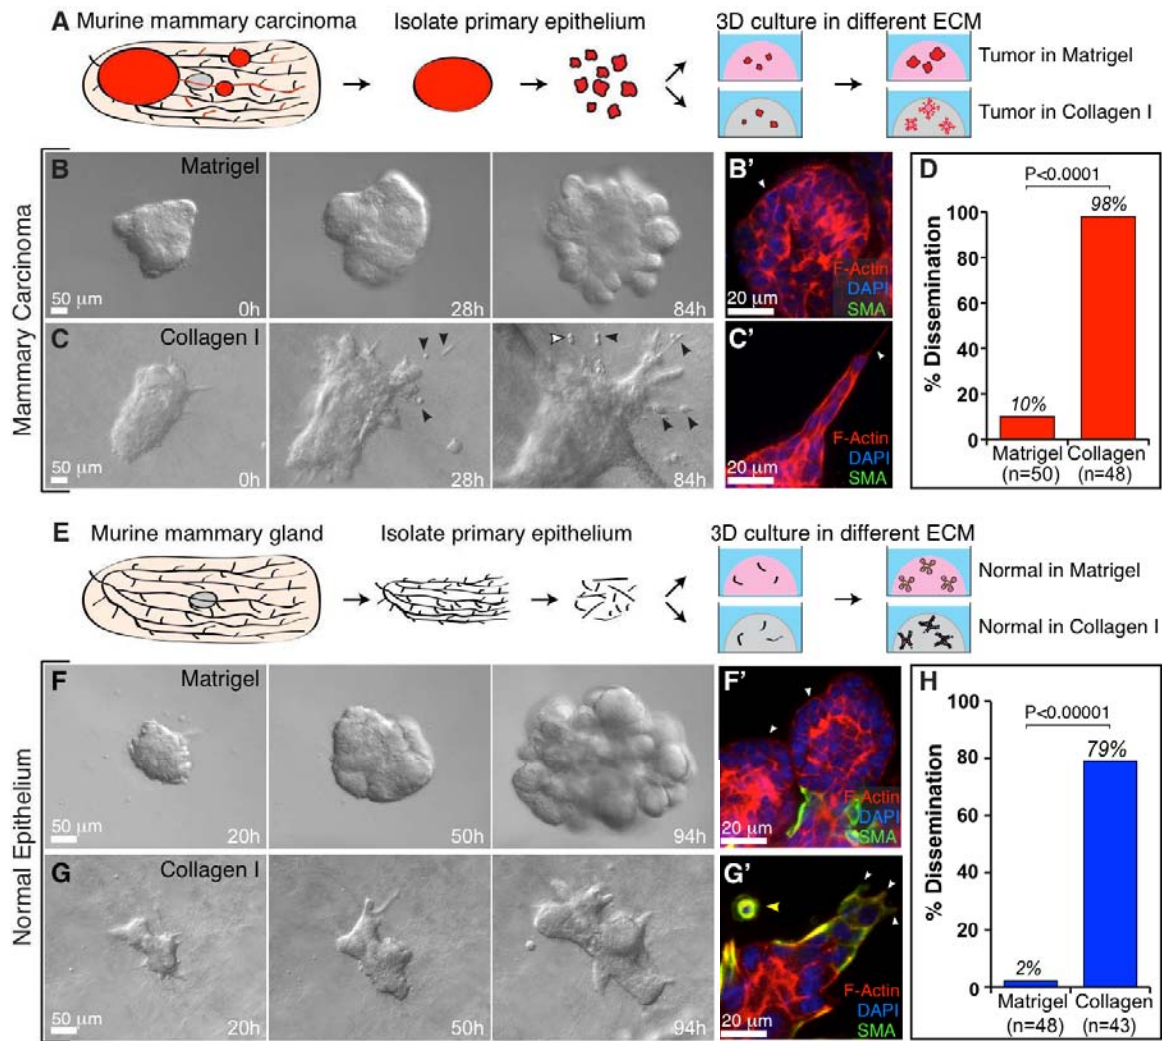 A Murine mammary carcinoma
Isolate primary epithelium
3D culture in different ECM
Tumor in Matrigel
Tumor in Collagen I
Mammary Carcinoma
B Matrigel
50 µm
0h
28h
84h
B'
F-Actin
DAPI
SMA
20 µm
C Collagen I
50 µm
0h
28h
84h
C'
F-Actin
DAPI
SMA
20 µm
D
P<0.0001
% Dissemination
100
80
60
40
20
0
10%
98%
Matrigel Collagen
(n=50) (n=48)
E Murine mammary gland
Isolate primary epithelium
3D culture in different ECM
Normal in Matrigel
Normal in Collagen I
Normal Epithelium
F Matrigel
50 µm
20h
50h
94h
F'
F-Actin
DAPI
SMA
20 µm
G Collagen I
50 µm
20h
50h
94h
G'
F-Actin
DAPI
SMA
20 µm
H
P<0.00001
% Dissemination
100
80
60
40
20
0
2%
79%
Matrigel Collagen
(n=48) (n=43)